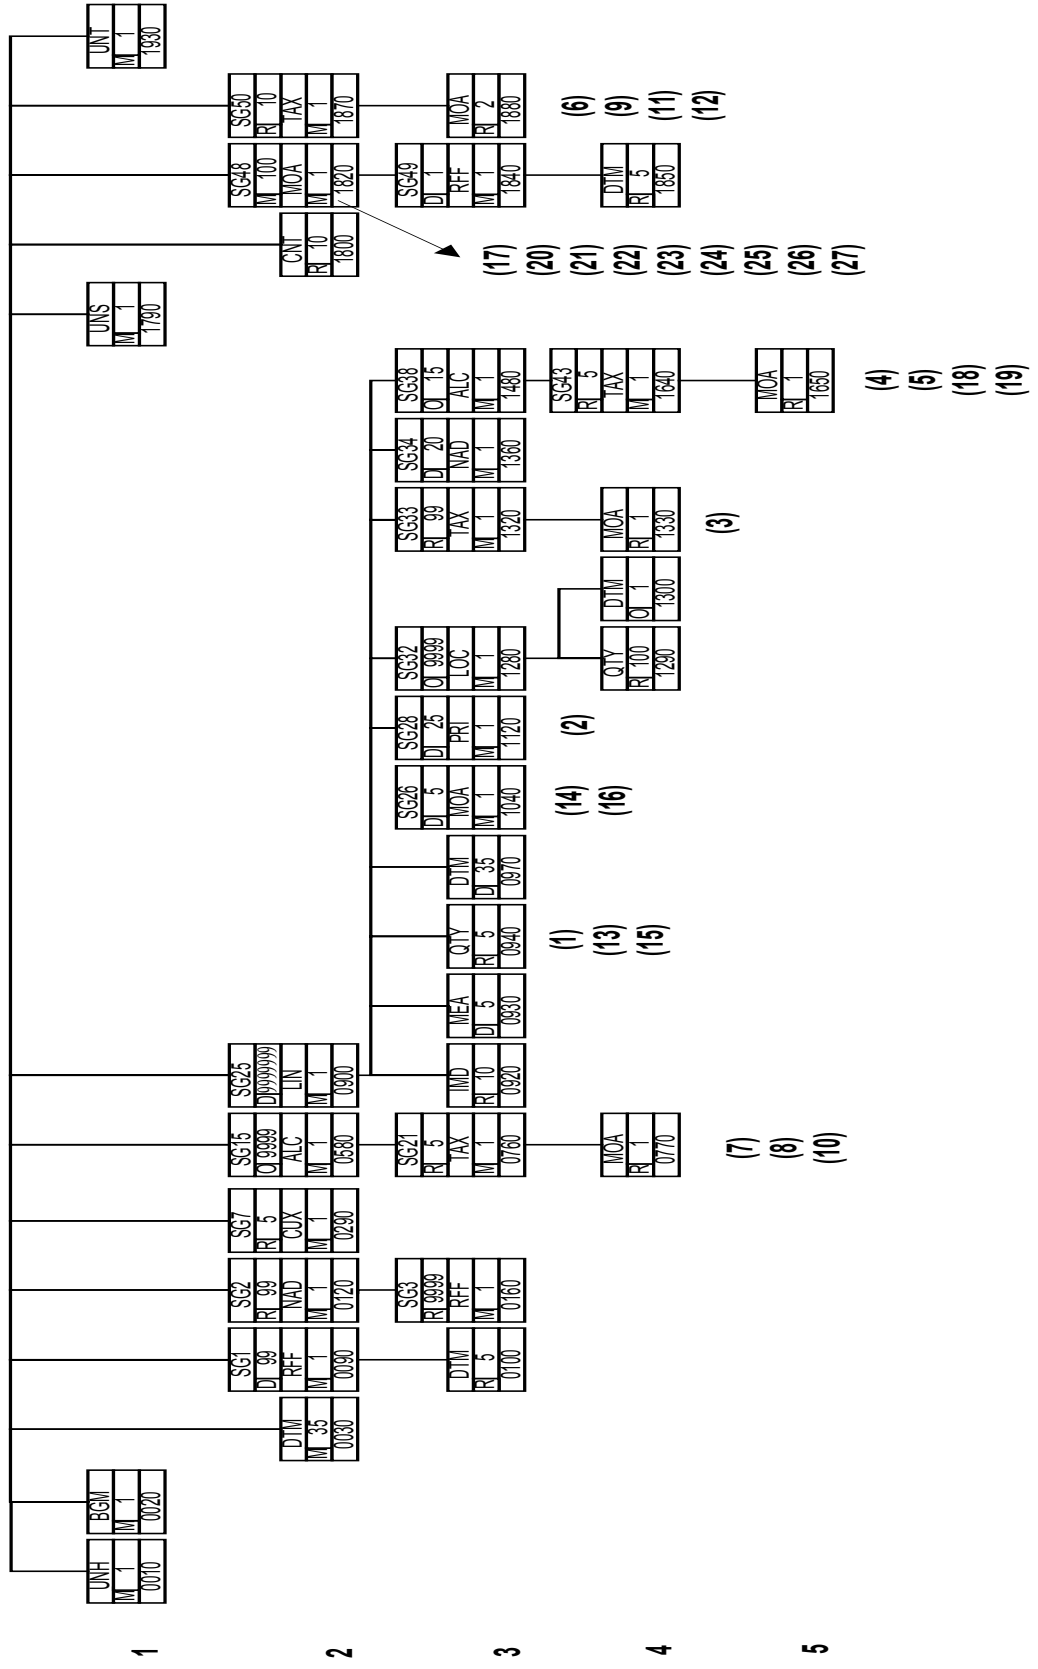 1
UNH
M 1
0010
BGM
M 1
0020
UNS
M 1
1790
UNT
M 1
1930
2
DTM
M 35
0030
SG1
D 99
RFF
M 1
0090
SG2
R 99
NAD
M 1
0120
SG7
R 5
CUX
M 1
0290
SG15
O 9999
ALC
M 1
0580
SG25
D 9999999
LIN
M 1
0900
CNT
R 10
1800
SG48
M 100
MOA
M 1
1820
SG50
R 10
TAX
M 1
1870
3
DTM
R 5
0100
SG3
R 9999
RFF
M 1
0160
SG21
R 5
TAX
M 1
0760
IMD
R 10
0920
MEA
D 5
0930
QTY
R 5
0940
(1)
(13)
(15)
DTM
D 35
0970
SG26
D 5
MOA
M 1
1040
(14)
(16)
SG28
D 25
PRI
M 1
1120
(2)
SG32
O 9999
LOC
M 1
1280
SG33
R 99
TAX
M 1
1320
SG34
D 20
NAD
M 1
1360
SG38
O 15
ALC
M 1
1480
(17)
(20)
(21)
(22)
(23)
(24)
(25)
(26)
(27)
SG49
D 1
RFF
M 1
1840
MOA
R 2
1880
(6)
(9)
(11)
(12)
4
MOA
R 1
0770
(7)
(8)
(10)
QTY
R 100
1290
DTM
O 1
1300
MOA
R 1
1330
(3)
SG43
R 5
TAX
M 1
1640
DTM
R 5
1850
5
MOA
R 1
1650
(4)
(5)
(18)
(19)